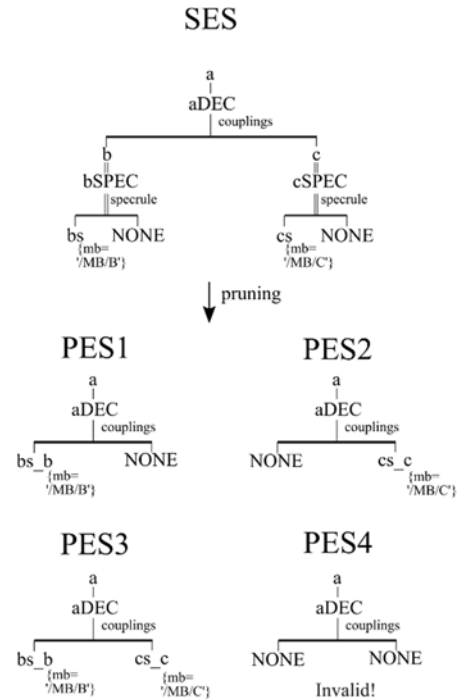 SES
a
aDEC
couplings
b c
bSPEC cSPEC
specrule specrule
bs NONE cs NONE
{mb= {mb=
'/MB/B'} '/MB/C'}
pruning
PES1 PES2
a a
aDEC aDEC
couplings couplings
bs_b NONE NONE cs_c
{mb= {mb=
'/MB/B'} '/MB/C'}
PES3 PES4
a a
aDEC aDEC
couplings couplings
bs_b cs_c NONE NONE
{mb= {mb=
'/MB/B'} '/MB/C'} Invalid!